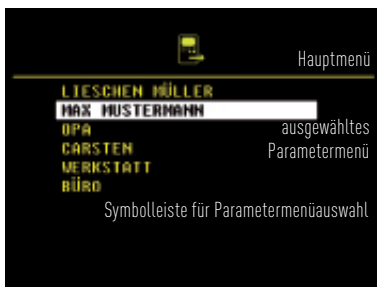 Hauptmenü
LIESCHEN MÜLLER
MAX MUSTERMANN
OPA
ausgewähltes
CARSTEN
Parametermenü
WERKSTATT
BÜRO
Symbolleiste für Parametermenüauswahl